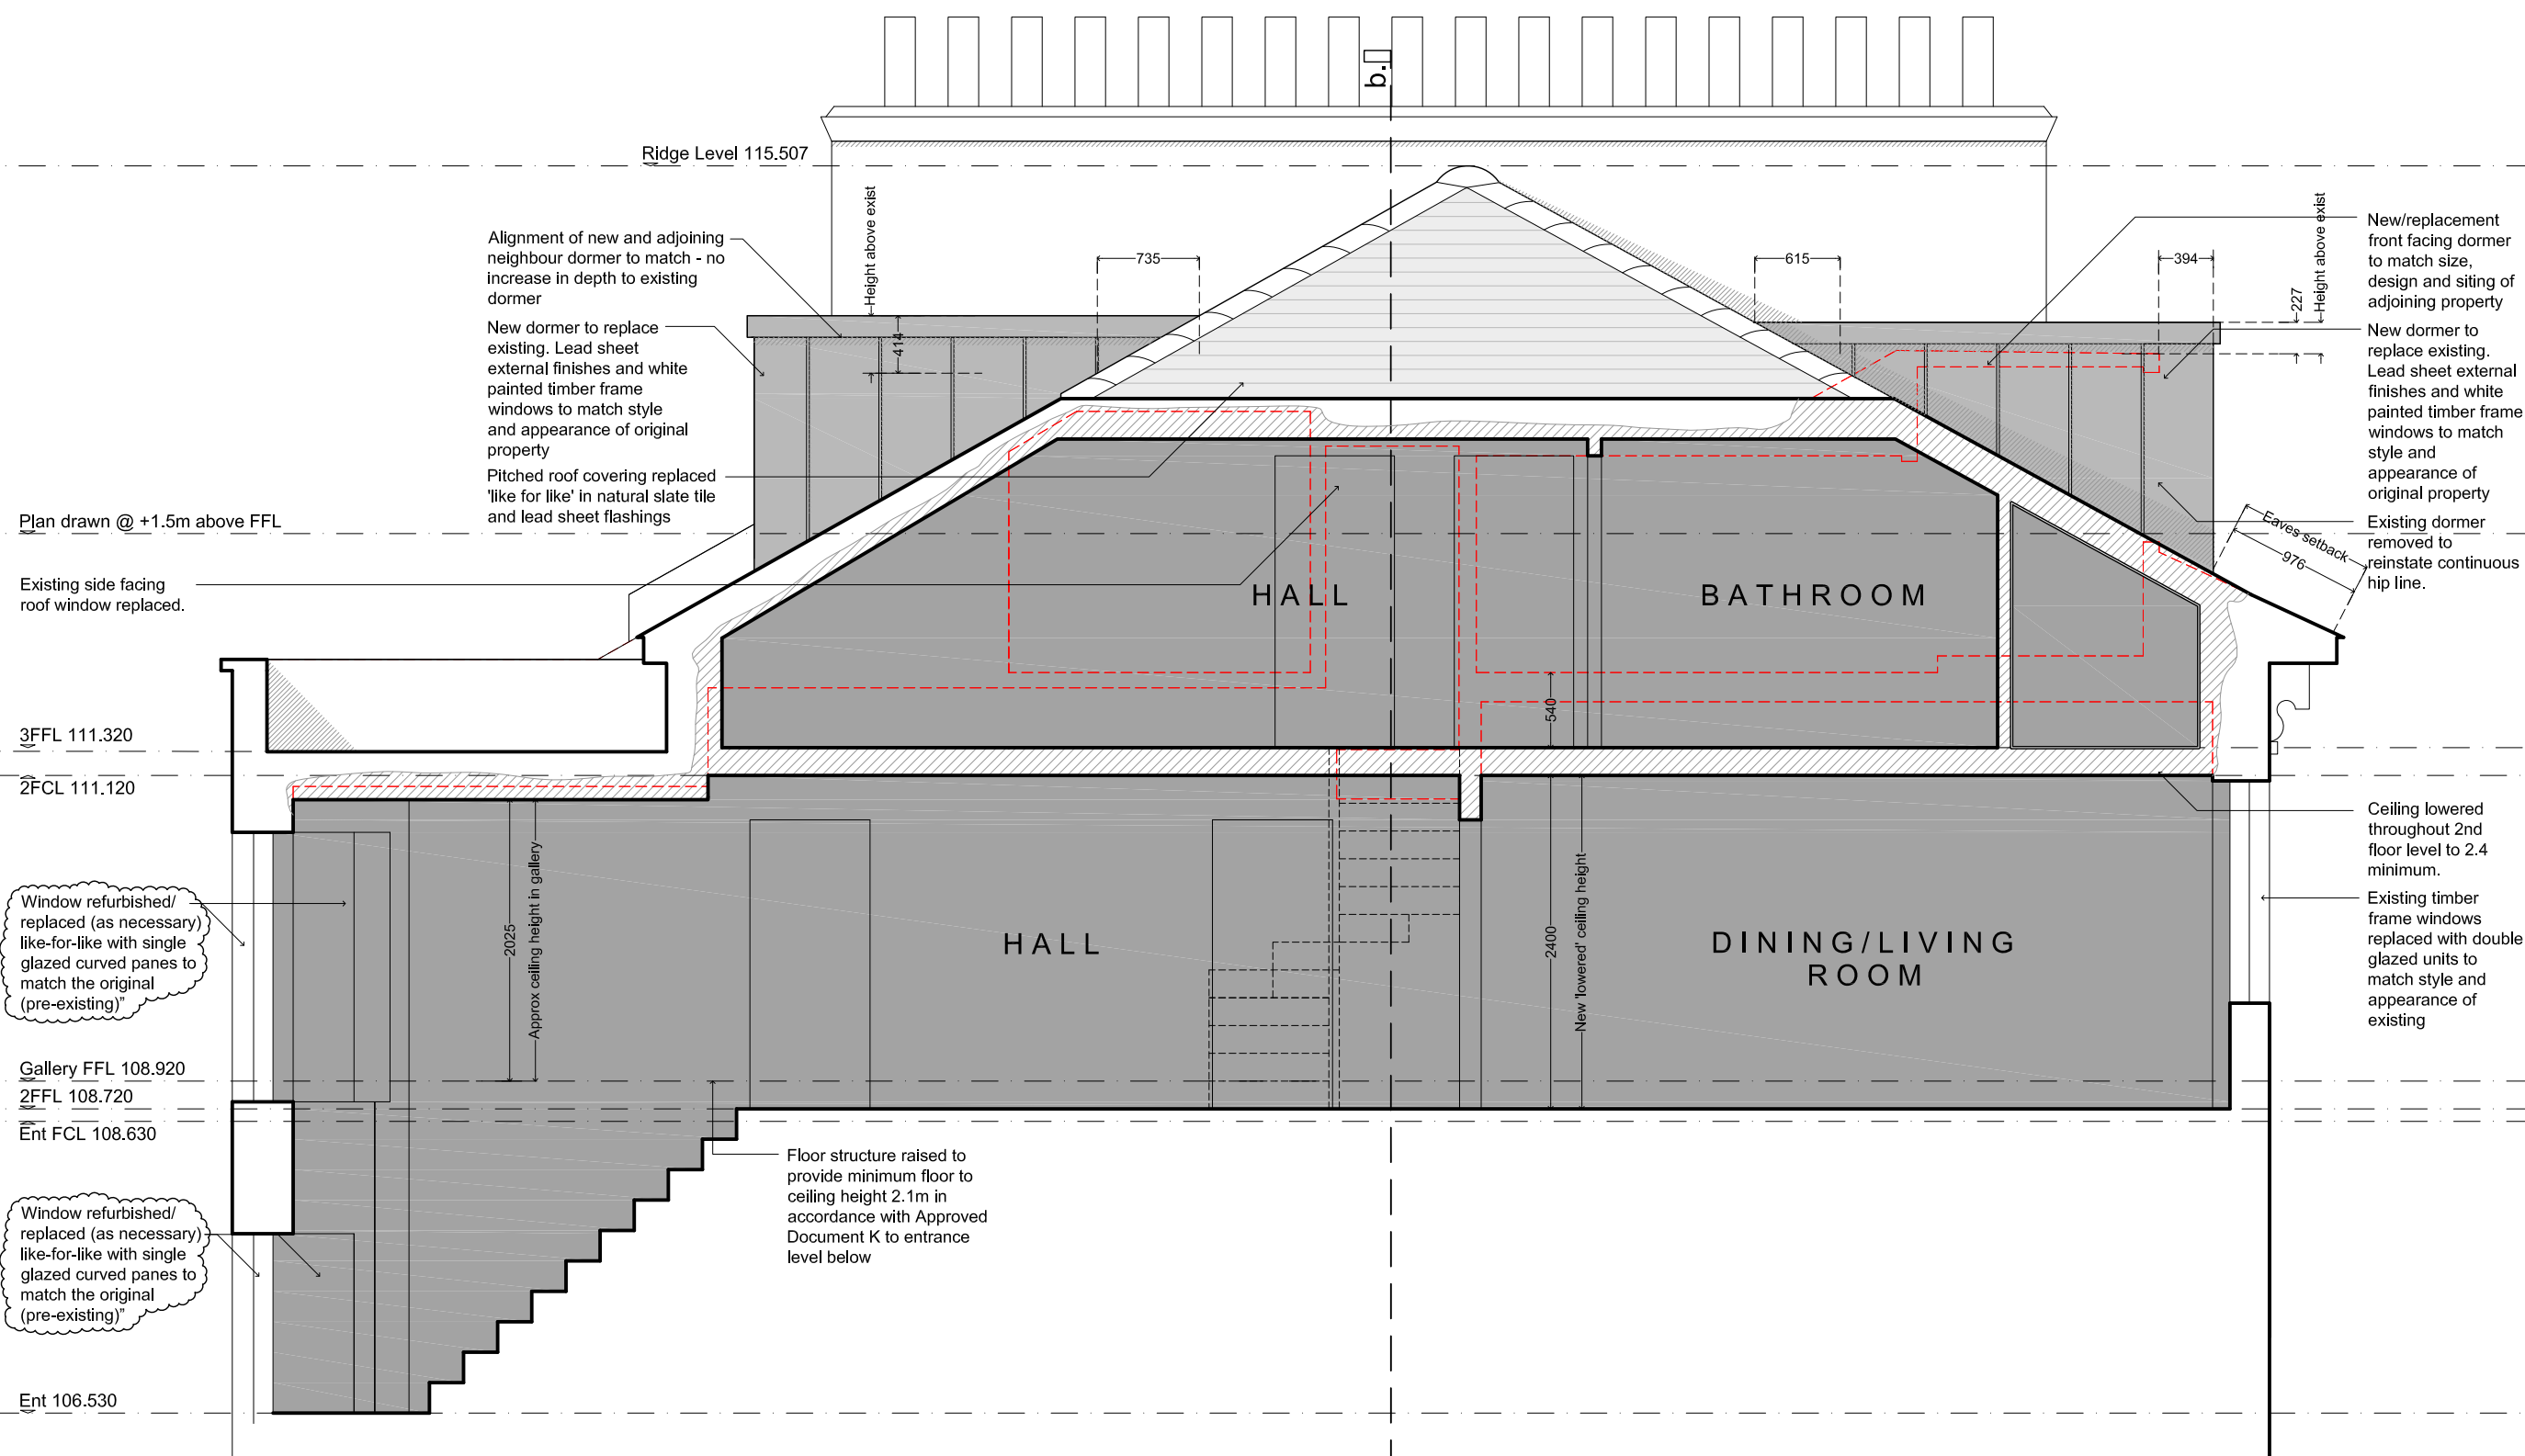 b.
Ridge Level 115.507
Height above exist
414
735
615
394
227
Height above exist
Alignment of new and adjoining
neighbour dormer to match - no
increase in depth to existing
dormer
New dormer to replace
existing. Lead sheet
external finishes and white
painted timber frame
windows to match style
and appearance of original
property
Pitched roof covering replaced
'like for like' in natural slate tile
and lead sheet flashings
New/replacement
front facing dormer
to match size,
design and siting of
adjoining property
New dormer to
replace existing.
Lead sheet external
finishes and white
painted timber frame
windows to match
style and
appearance of
original property
Existing dormer
removed to
reinstate continuous
hip line.
Eaves setback
976
Plan drawn @ +1.5m above FFL
Existing side facing
roof window replaced.
HALL
BATHROOM
540
3FFL 111.320
2FCL 111.120
Ceiling lowered
throughout 2nd
floor level to 2.4
minimum.
Existing timber
frame windows
replaced with double
glazed units to
match style and
appearance of
existing
Window refurbished/
replaced (as necessary)
like-for-like with single
glazed curved panes to
match the original
(pre-existing)"
2025
Approx ceiling height in gallery
HALL
2400
New 'lowered' ceiling height
DINING/LIVING
ROOM
Gallery FFL 108.920
2FFL 108.720
Ent FCL 108.630
Floor structure raised to
provide minimum floor to
ceiling height 2.1m in
accordance with Approved
Document K to entrance
level below
Window refurbished/
replaced (as necessary)
like-for-like with single
glazed curved panes to
match the original
(pre-existing)"
Ent 106.530